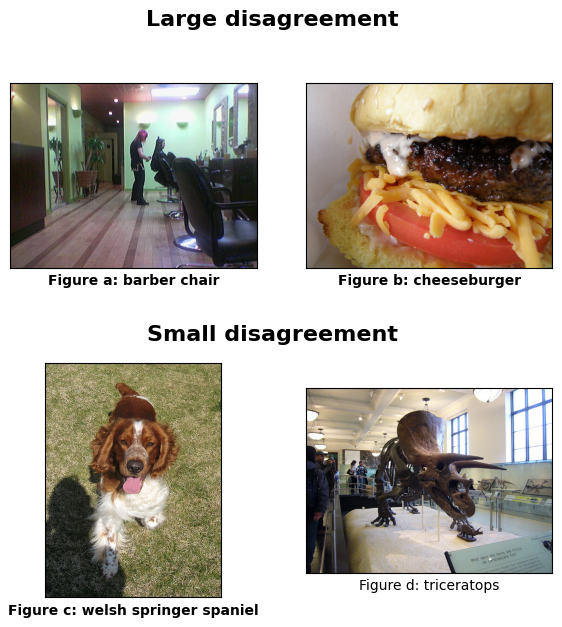 Large disagreement
Figure a: barber chair
Figure b: cheeseburger
Small disagreement
Figure c: welsh springer spaniel
Figure d: triceratops